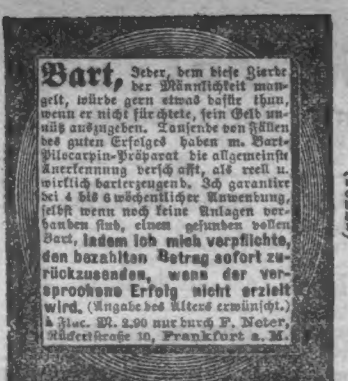 Bart, Jeder, dem diese Zierde
der Männlichkeit man-
gelt, würde gern etwas dafür thun,
wenn er nicht fürchtete, sein Geld un-
nütz auszugeben. Tausende von Fällen
des guten Erfolges haben m. Bart-
Pilocarpin-Präparat die allgemeinste
Anerkennung verschafft, als reell u.
wirklich barterzeugend. Ich garantire
bei 4 bis 6 wöchentlicher Anwendung,
selbst wenn noch keine Anlagen vor-
handen sind, einen gesunden vollen
Bart, indem ich mich verpflichte,
den bezahlten Betrag sofort zu-
rückzusenden, wenn der ver-
sprochene Erfolg nicht erzielt
wird. (Angabe des Alters erwünscht.)
à Flac. M. 2.90 nur durch F. Neter,
Rückertstraße 10, Frankfurt a. M.